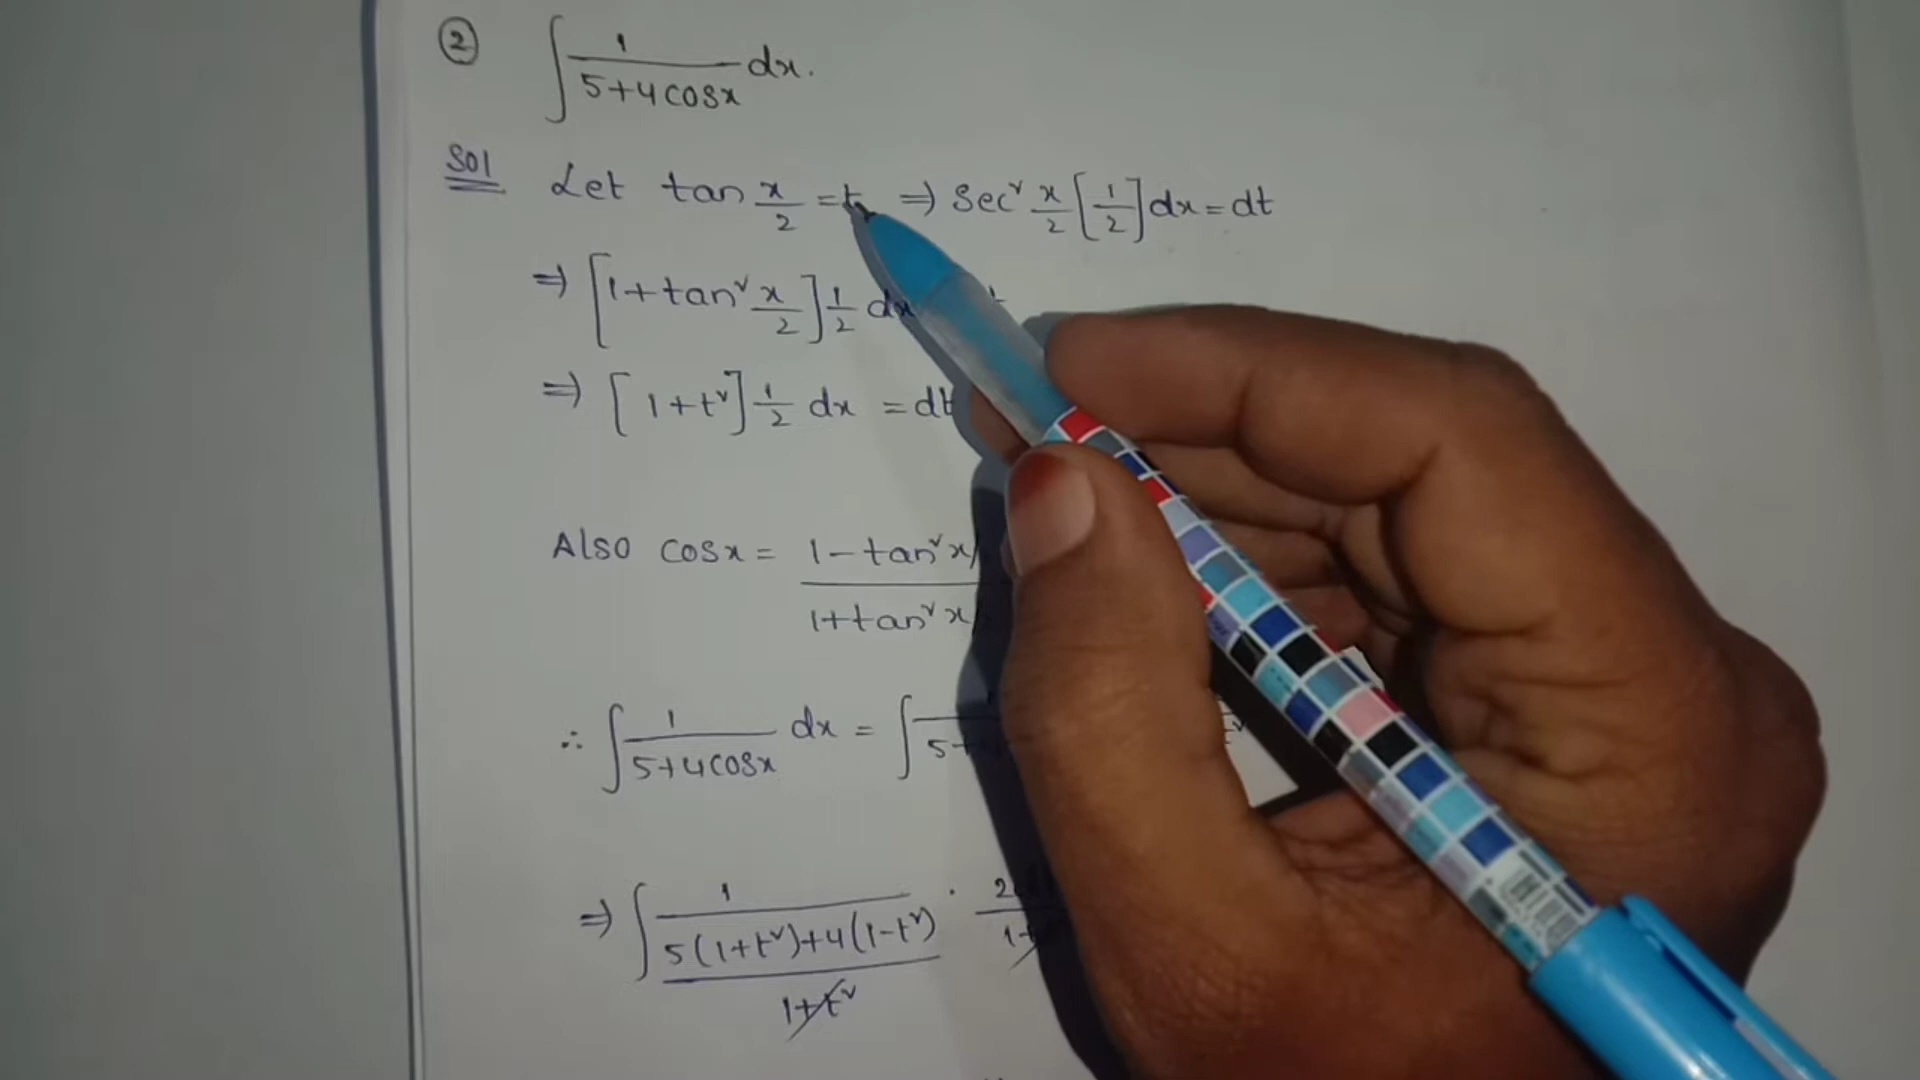 ② ∫ 1/(5+4cosx) dx.
Sol Let tan x/2 = t ⇒ Sec² x/2 [1/2] dx = dt
⇒ [1+tan² x/2] 1/2 dx
⇒ [1+t²] 1/2 dx = dt
Also cosx = (1-tan²x/)/(1+tan²x/)
∴ ∫ 1/(5+4cosx) dx = ∫ 5+
⇒ ∫ 1/((5(1+t²)+4(1-t²))/(1+t²)) · 2